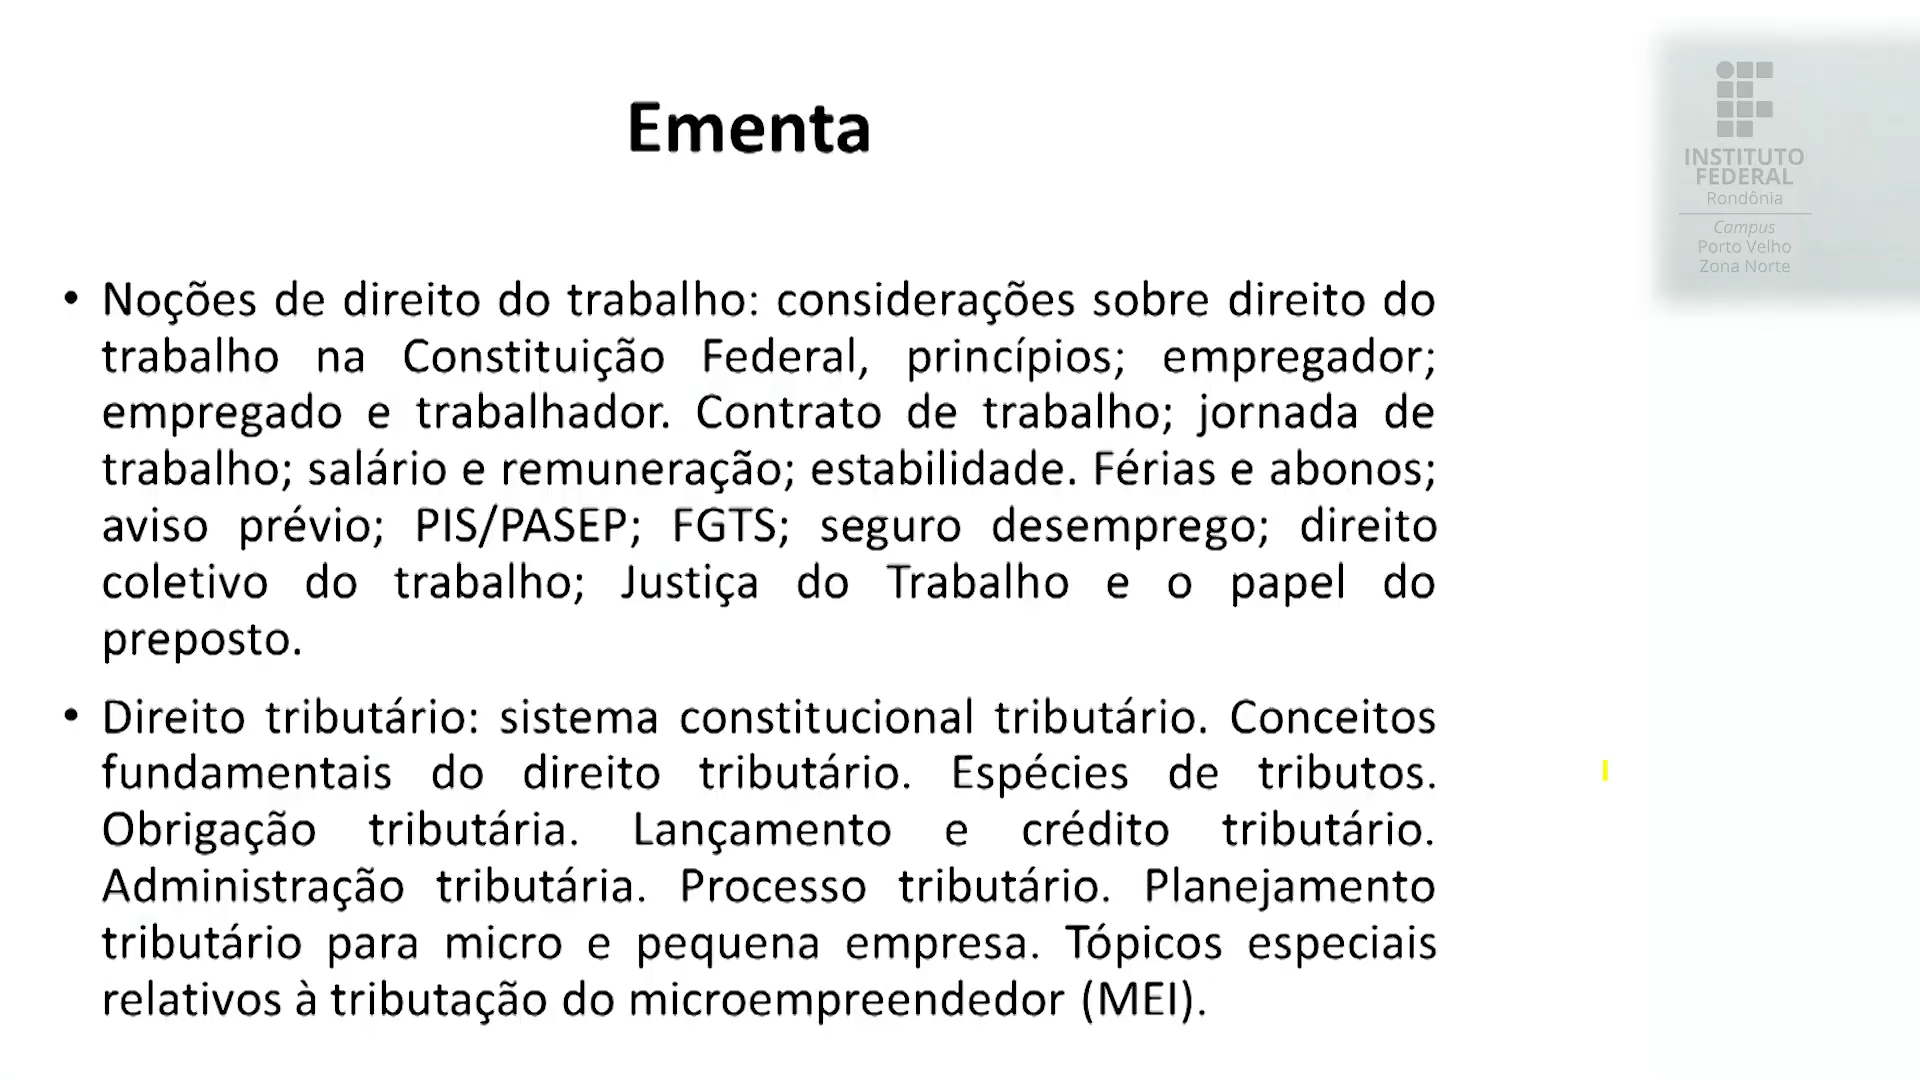 Ementa
INSTITUTO
FEDERAL
Rondônia
Campus
Porto Velho
Zona Norte
• Noções de direito do trabalho: considerações sobre direito do
trabalho na Constituição Federal, princípios; empregador;
empregado e trabalhador. Contrato de trabalho; jornada de
trabalho; salário e remuneração; estabilidade. Férias e abonos;
aviso prévio; PIS/PASEP; FGTS; seguro desemprego; direito
coletivo do trabalho; Justiça do Trabalho e o papel do
preposto.
• Direito tributário: sistema constitucional tributário. Conceitos
fundamentais do direito tributário. Espécies de tributos.
Obrigação tributária. Lançamento e crédito tributário.
Administração tributária. Processo tributário. Planejamento
tributário para micro e pequena empresa. Tópicos especiais
relativos à tributação do microempreendedor (MEI).